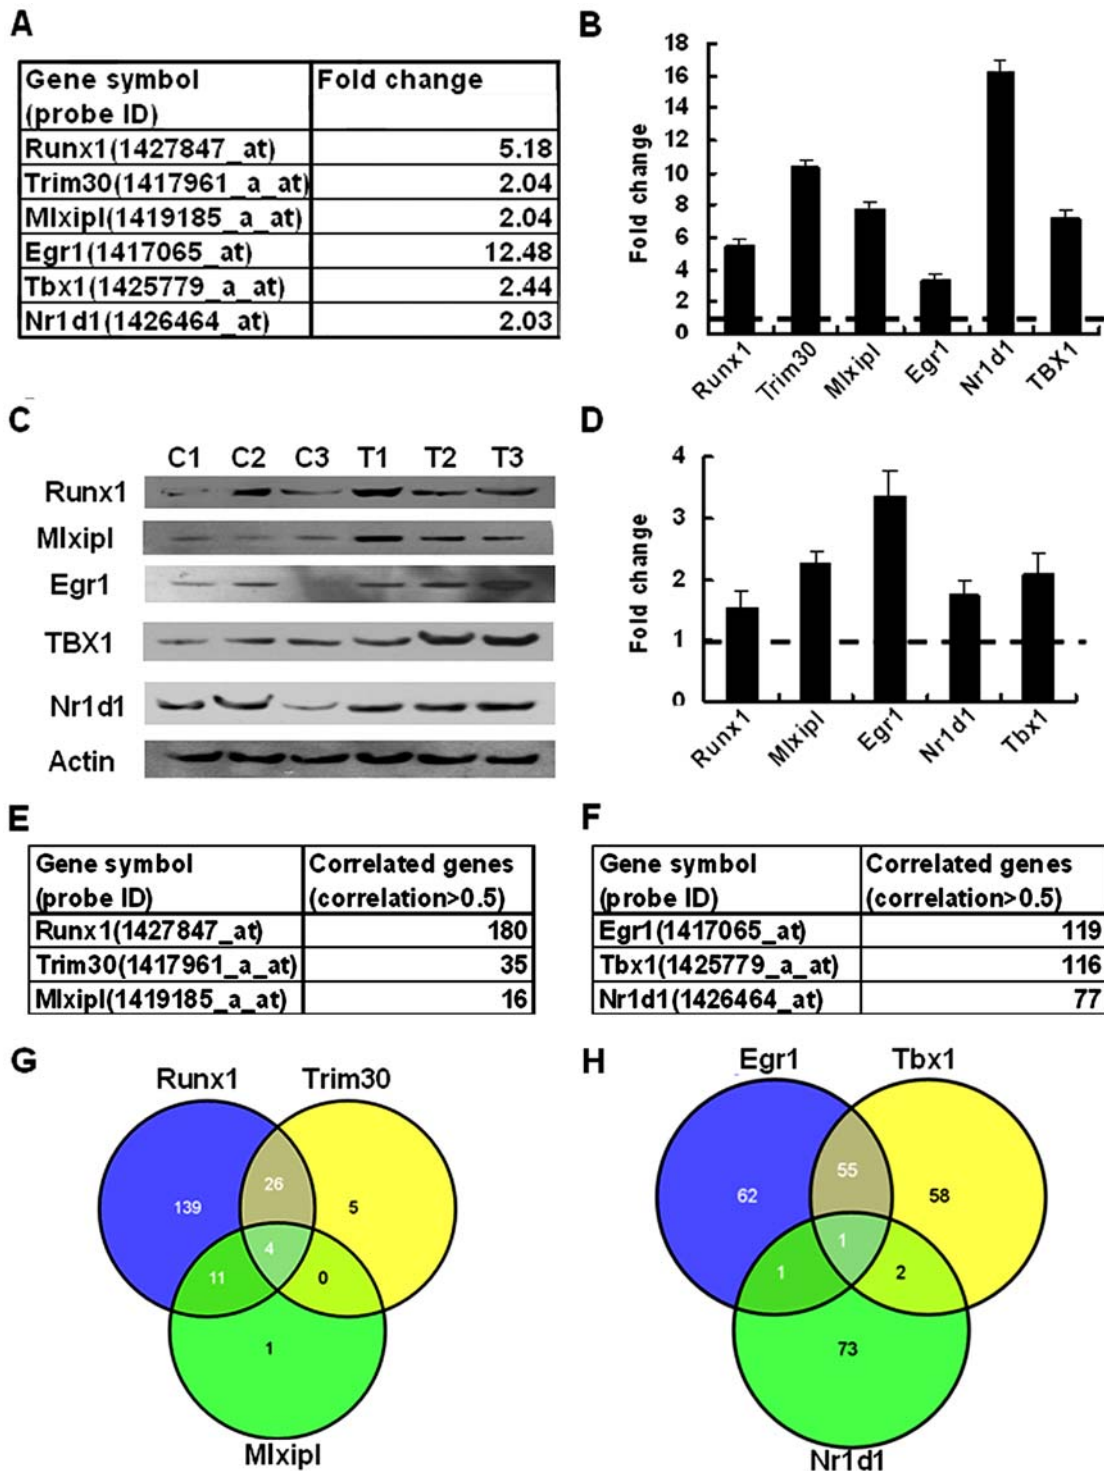 A
Gene symbol (probe ID) Fold change
Runx1(1427847_at) 5.18
Trim30(1417961_a_at) 2.04
Mlxipl(1419185_a_at) 2.04
Egr1(1417065_at) 12.48
Tbx1(1425779_a_at) 2.44
Nr1d1(1426464_at) 2.03
B
Fold change
18
16
14
12
10
8
6
4
2
0
Runx1 Trim30 Mlxipl Egr1 Nr1d1 TBX1
C
C1 C2 C3 T1 T2 T3
Runx1
Mlxipl
Egr1
TBX1
Nr1d1
Actin
D
Fold change
4
3
2
1
0
Runx1 Mlxipl Egr1 Nr1d1 Tbx1
E
Gene symbol (probe ID) Correlated genes (correlation>0.5)
Runx1(1427847_at) 180
Trim30(1417961_a_at) 35
Mlxipl(1419185_a_at) 16
F
Gene symbol (probe ID) Correlated genes (correlation>0.5)
Egr1(1417065_at) 119
Tbx1(1425779_a_at) 116
Nr1d1(1426464_at) 77
G
Runx1 Trim30
26
139 5
4
11 0
1
Mlxipl
H
Egr1 Tbx1
55
62 58
1
1 2
73
Nr1d1